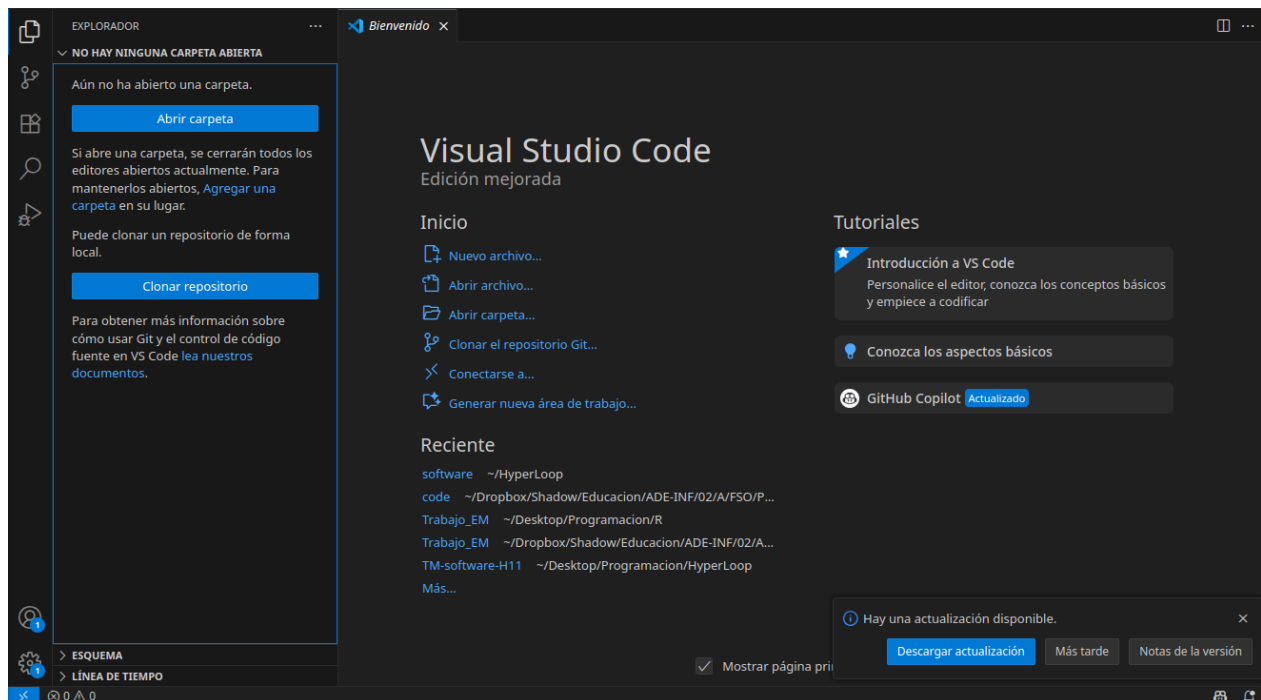 EXPLORADOR
NO HAY NINGUNA CARPETA ABIERTA
Aún no ha abierto una carpeta.
Abrir carpeta
Si abre una carpeta, se cerrarán todos los
editores abiertos actualmente. Para
mantenerlos abiertos, Agregar una
carpeta en su lugar.
Puede clonar un repositorio de forma
local.
Clonar repositorio
Para obtener más información sobre
cómo usar Git y el control de código
fuente en VS Code lea nuestros
documentos.
1
1
ESQUEMA
LÍNEA DE TIEMPO
0 0
Bienvenido
Visual Studio Code
Edición mejorada
Inicio
Nuevo archivo...
Abrir archivo...
Abrir carpeta...
Clonar el repositorio Git...
Conectarse a...
Generar nueva área de trabajo...
Reciente
software ~/HyperLoop
code ~/Dropbox/Shadow/Educacion/ADE-INF/02/A/FSO/P...
Trabajo_EM ~/Desktop/Programacion/R
Trabajo_EM ~/Dropbox/Shadow/Educacion/ADE-INF/02/A...
TM-software-H11 ~/Desktop/Programacion/HyperLoop
Más...
Tutoriales
Introducción a VS Code
Personalice el editor, conozca los conceptos básicos
y empiece a codificar
Conozca los aspectos básicos
GitHub Copilot Actualizado
Mostrar página pri
Hay una actualización disponible.
Descargar actualización Más tarde Notas de la versión